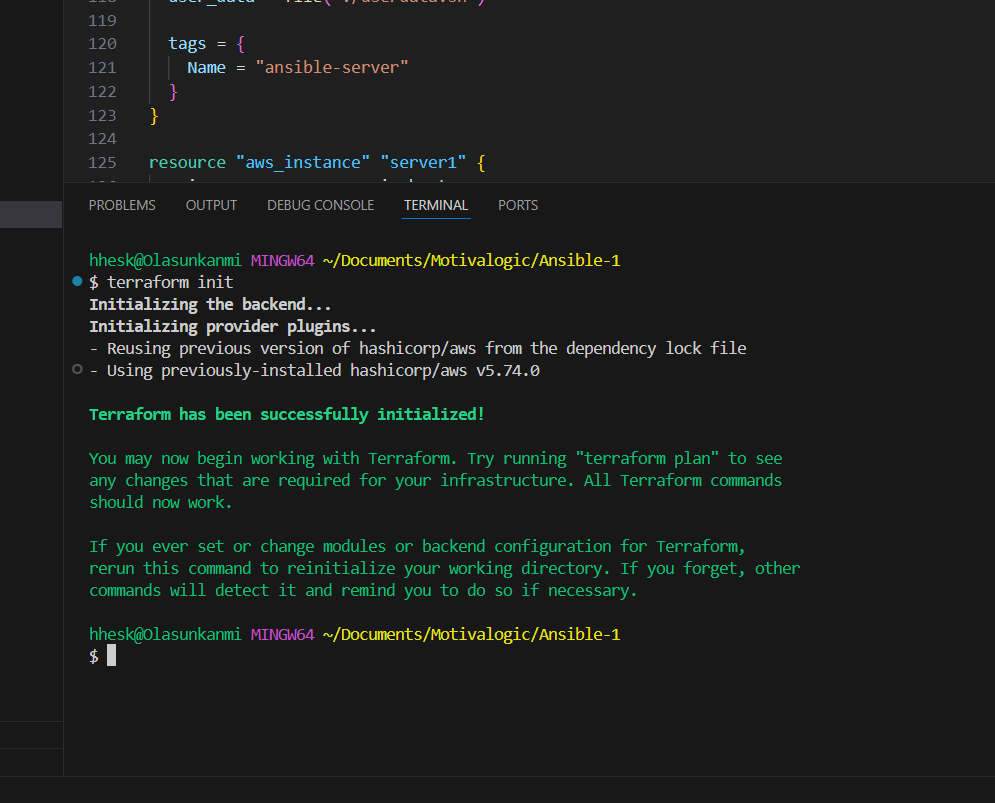 119
120 tags = {
121 Name = "ansible-server"
122 }
123 }
124
125 resource "aws_instance" "server1" {
PROBLEMS OUTPUT DEBUG CONSOLE TERMINAL PORTS
hhesk@Olasunkanmi MINGW64 ~/Documents/Motivalogic/Ansible-1
$ terraform init
Initializing the backend...
Initializing provider plugins...
- Reusing previous version of hashicorp/aws from the dependency lock file
- Using previously-installed hashicorp/aws v5.74.0
Terraform has been successfully initialized!
You may now begin working with Terraform. Try running "terraform plan" to see
any changes that are required for your infrastructure. All Terraform commands
should now work.
If you ever set or change modules or backend configuration for Terraform,
rerun this command to reinitialize your working directory. If you forget, other
commands will detect it and remind you to do so if necessary.
hhesk@Olasunkanmi MINGW64 ~/Documents/Motivalogic/Ansible-1
$